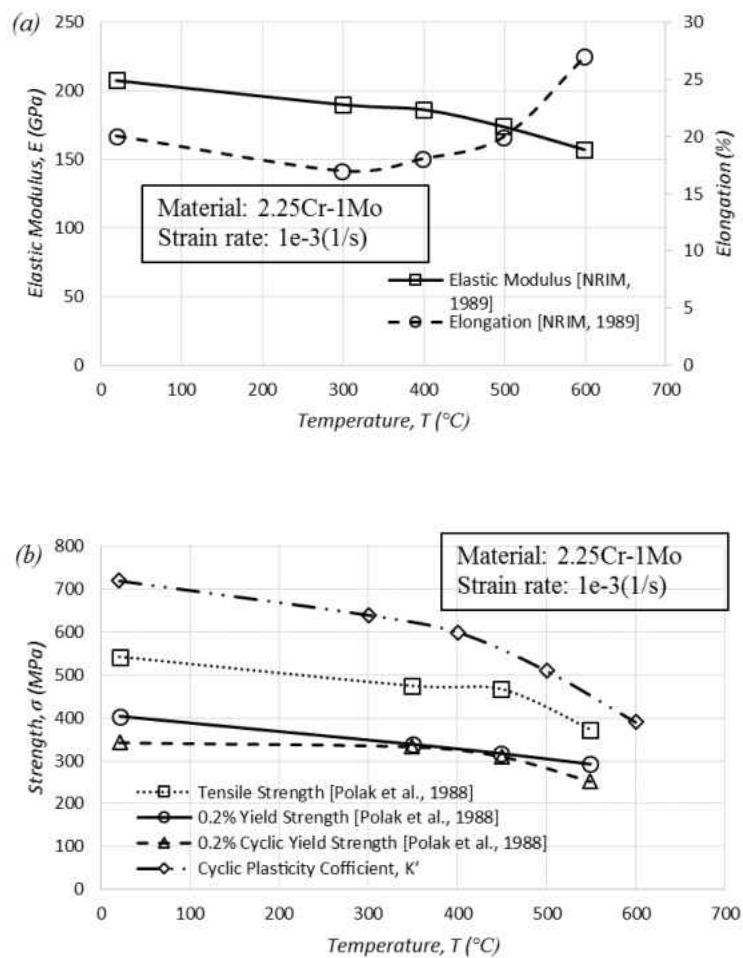 (a)
250
200
150
100
50
0
Elastic Modulus, E (GPa)
30
25
20
15
10
5
0
Elongation (%)
Material: 2.25Cr-1Mo
Strain rate: 1e-3(1/s)
Elastic Modulus [NRIM,
1989]
Elongation [NRIM, 1989]
0 100 200 300 400 500 600 700
Temperature, T (°C)
(b)
800
700
600
500
400
300
200
100
0
Strength, σ (MPa)
Material: 2.25Cr-1Mo
Strain rate: 1e-3(1/s)
Tensile Strength [Polak et al., 1988]
0.2% Yield Strength [Polak et al., 1988]
0.2% Cyclic Yield Strength [Polak et al., 1988]
Cyclic Plasticity Cofficient, K'
0 100 200 300 400 500 600 700
Temperature, T (°C)